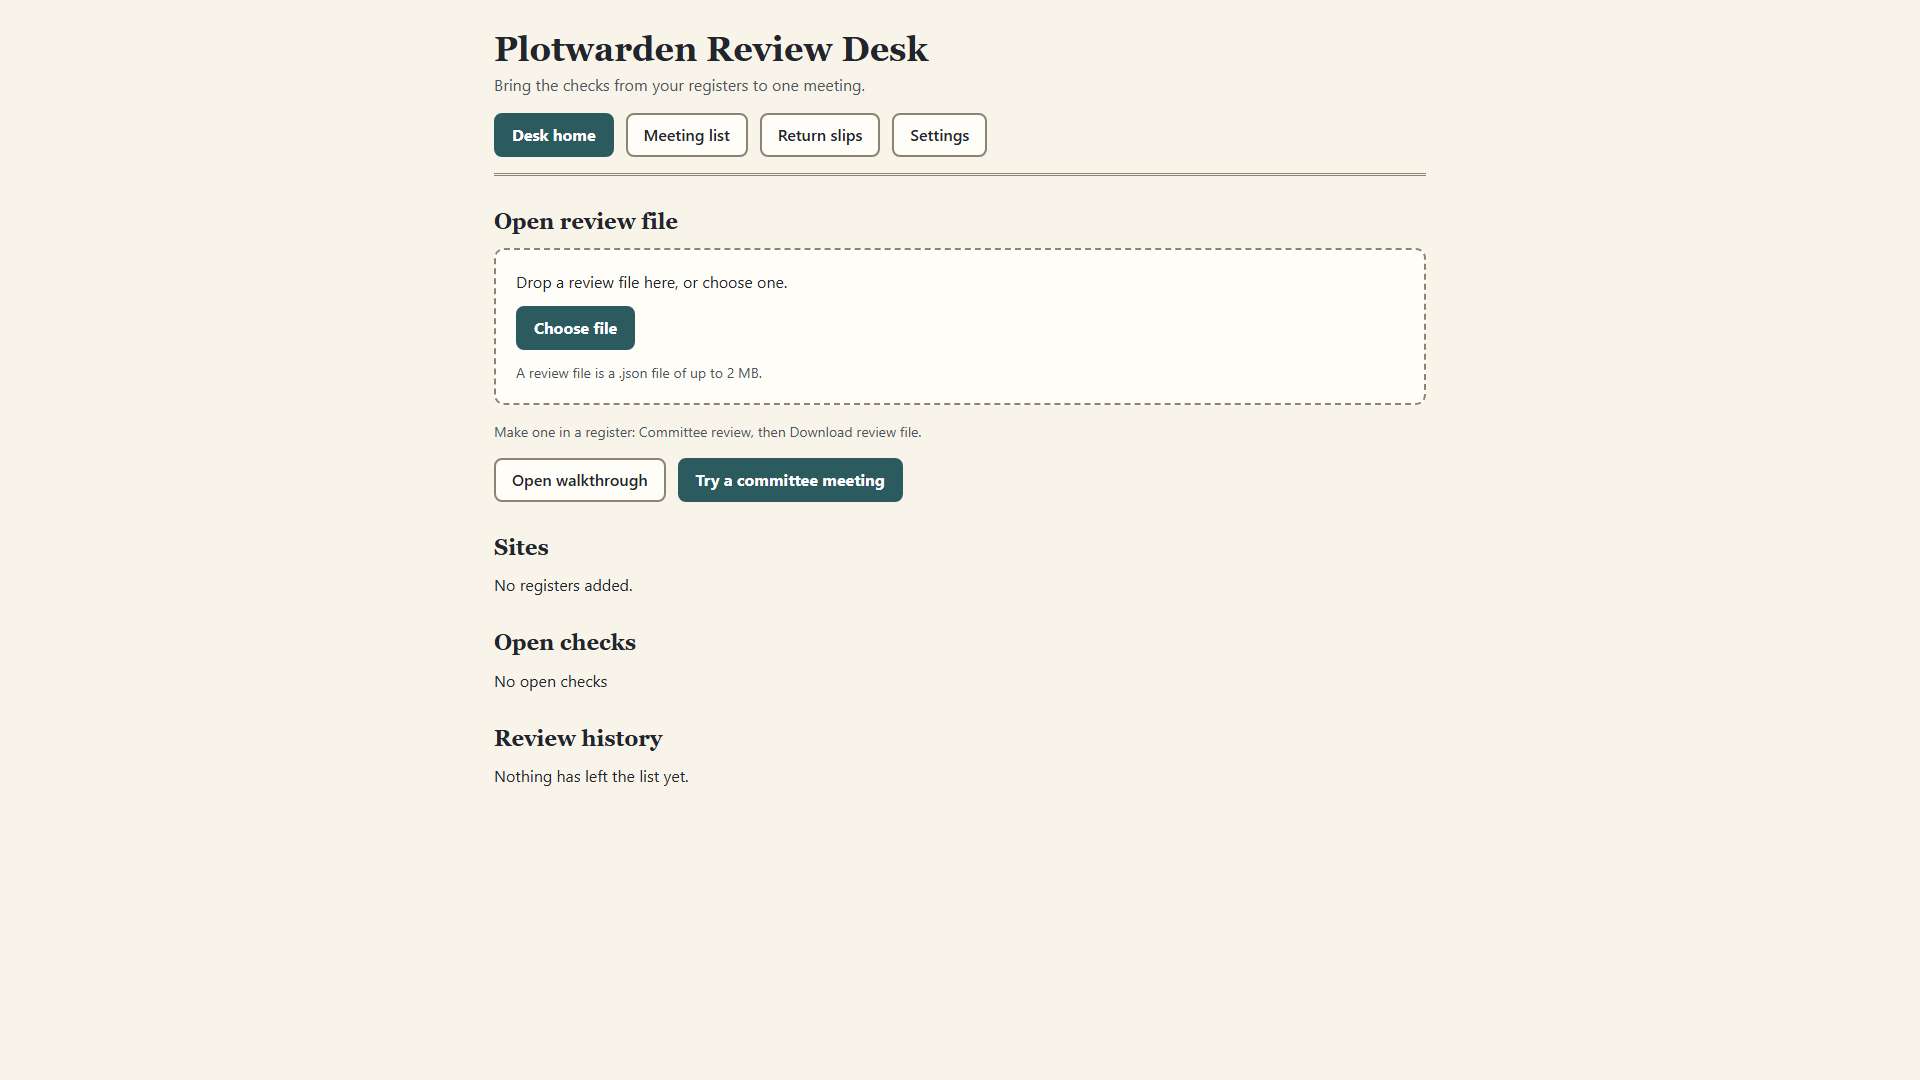 Plotwarden Review Desk
Bring the checks from your registers to one meeting.
Desk home Meeting list Return slips Settings
Open review file
Drop a review file here, or choose one.
Choose file
A review file is a .json file of up to 2 MB.
Make one in a register: Committee review, then Download review file.
Open walkthrough Try a committee meeting
Sites
No registers added.
Open checks
No open checks
Review history
Nothing has left the list yet.